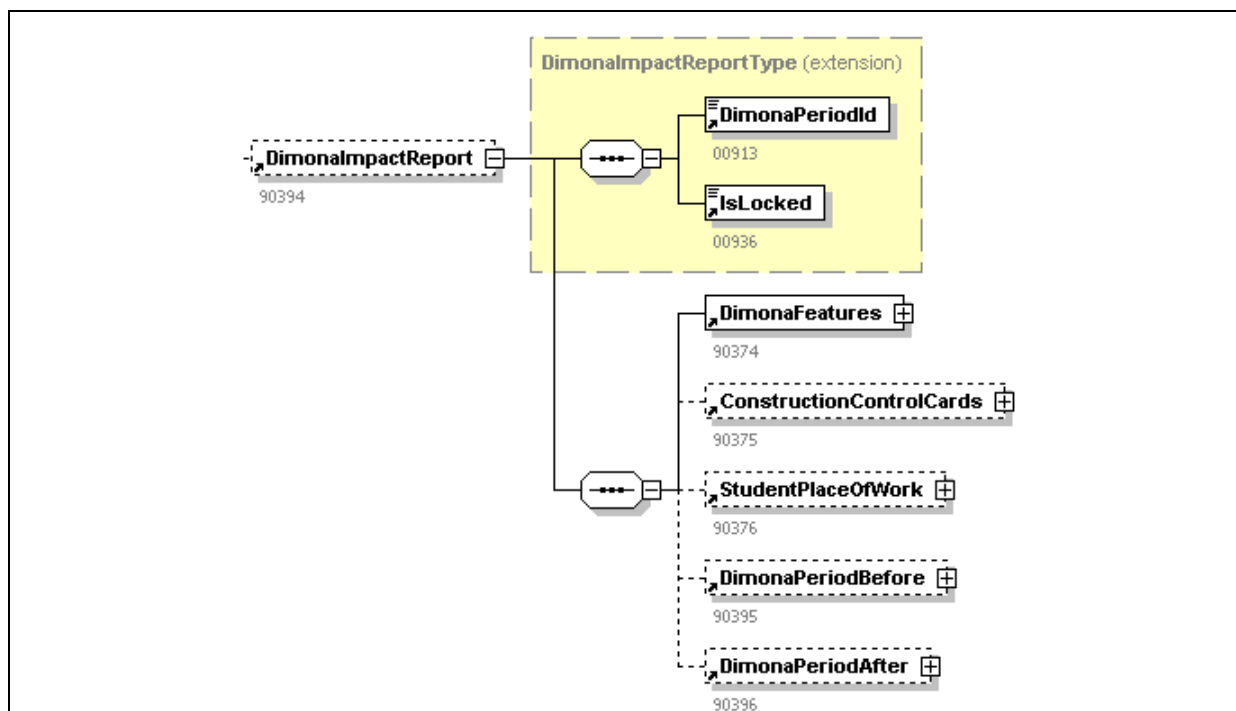 DimonaImpactReportType (extension)
DimonaPeriodId
00913
DimonaImpactReport
90394
IsLocked
00936
DimonaFeatures
90374
ConstructionControlCards
90375
StudentPlaceOfWork
90376
DimonaPeriodBefore
90395
DimonaPeriodAfter
90396